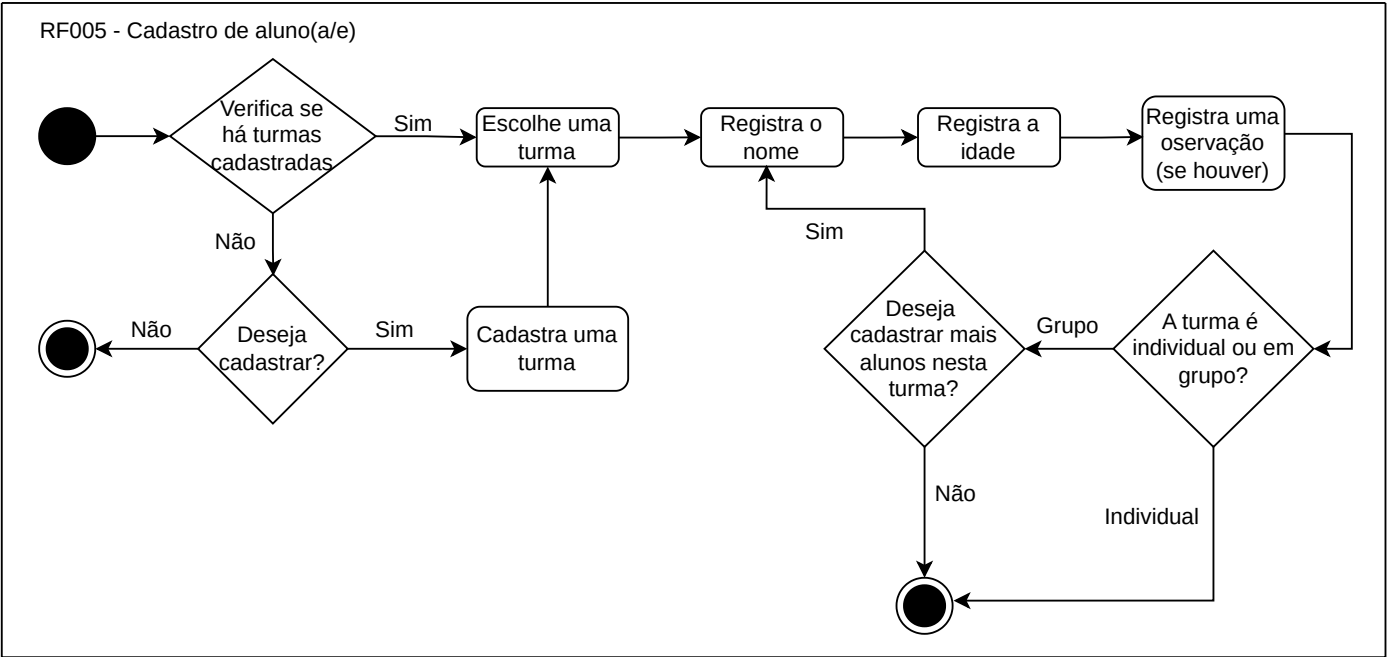 RF005 - Cadastro de aluno(a/e)
Verifica se
há turmas
cadastradas
Sim
Escolhe uma
turma
Registra o
nome
Registra a
idade
Registra uma
oservação
(se houver)
Não
Sim
Não
Deseja
cadastrar?
Sim
Cadastra uma
turma
Deseja
cadastrar mais
alunos nesta
turma?
Grupo
A turma é
individual ou em
grupo?
Não
Individual